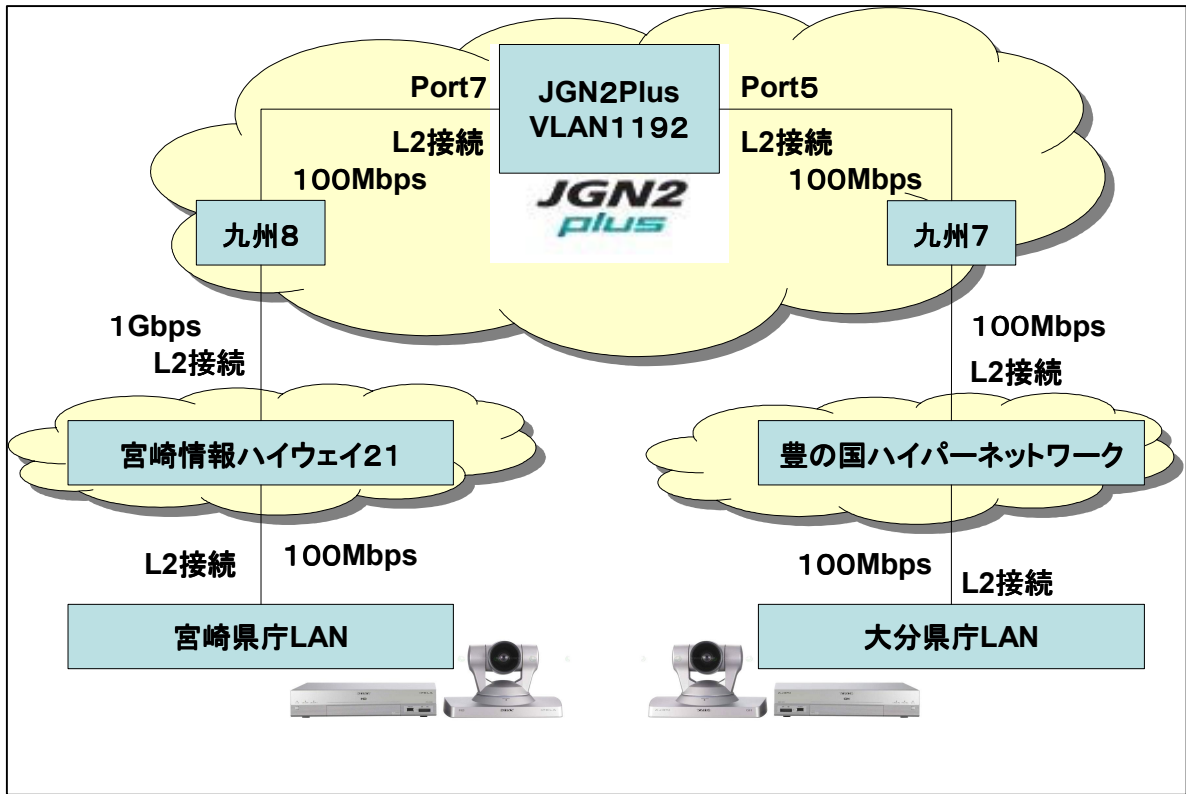 Port7
JGN2Plus
VLAN1192
Port5
L2接続
L2接続
100Mbps
100Mbps
JGN2
plus
九州8
九州7
1Gbps
100Mbps
L2接続
L2接続
宮崎情報ハイウェイ21
豊の国ハイパーネットワーク
L2接続
100Mbps
100Mbps
L2接続
宮崎県庁LAN
大分県庁LAN